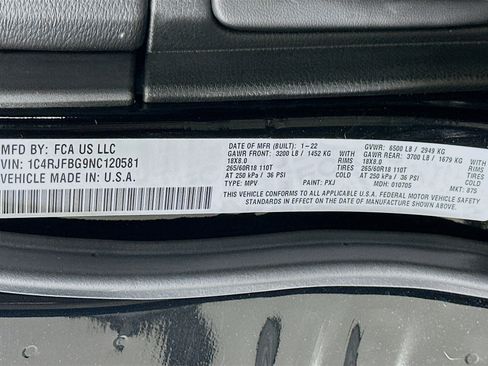 MFD BY: FCA US LLC
VIN: 1C4RJFBG9NC120581
VEHICLE MADE IN: U.S.A.
DATE OF MFR (BUILT): 1-22 GVWR: 6500 LB / 2949 KG
GAWR FRONT: 3200 LB / 1452 KG GAWR REAR: 3700 LB / 1679 KG
18X8.0 RIMS 18X8.0 RIMS
265/60R18 110T TIRES 265/60R18 110T TIRES
AT 250 kPa / 36 PSI COLD AT 250 kPa / 36 PSI COLD
TYPE: MPV PAINT: PXJ MDH: 010705 MKT: 875
THIS VEHICLE CONFORMS TO ALL APPLICABLE U.S.A. FEDERAL MOTOR VEHICLE SAFETY
STANDARDS IN EFFECT ON THE DATE OF MANUFACTURE SHOWN ABOVE.